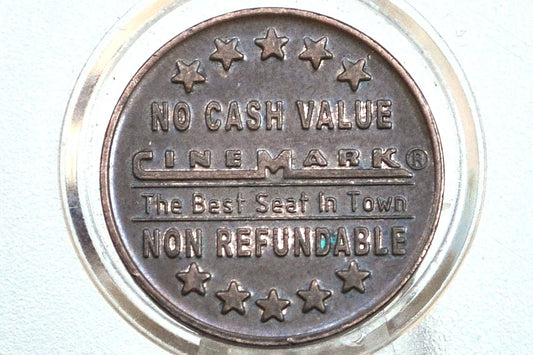 NO CASH VALUE
CINEMARK®
The Best Seat In Town
NON REFUNDABLE